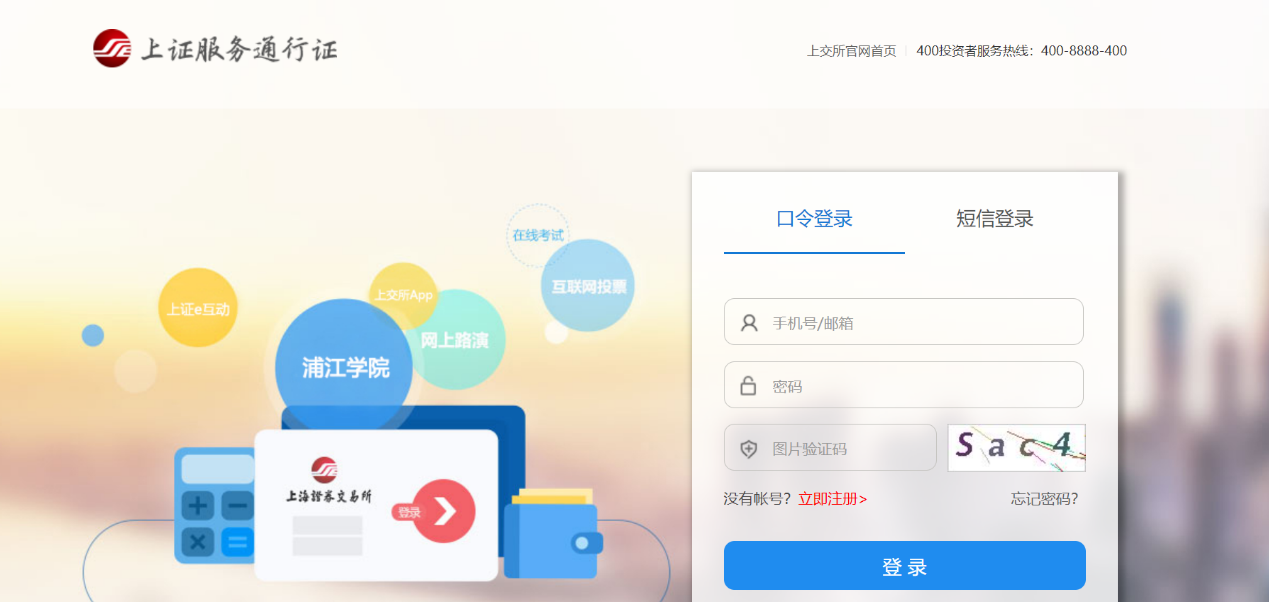 上证服务通行证
上交所官网首页 400投资者服务热线：400-8888-400
口令登录 短信登录
在线考试
互联网投票
上交所App
上证e互动
网上路演
浦江学院
手机号/邮箱
密码
图片验证码 Sac4
上海證券交易所
登录
没有帐号？立即注册> 忘记密码？
登 录